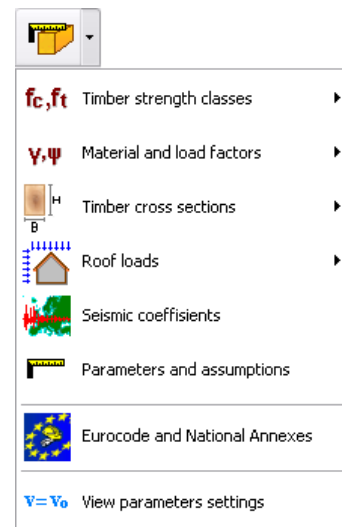 fc,ft Timber strength classes
γ,ψ Material and load factors
H
Timber cross sections
B
Roof loads
Seismic coeffisients
Parameters and assumptions
Eurocode and National Annexes
V=Vo View parameters settings